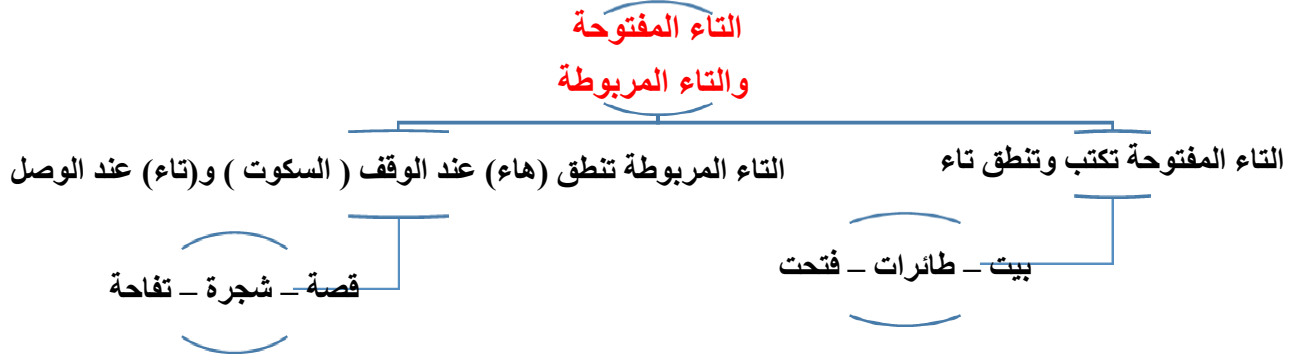 التاء المفتوحة
والتاء المربوطة
التاء المفتوحة تكتب وتنطق تاء
التاء المربوطة تنطق (هاء) عند الوقف ( السكوت ) و(تاء) عند الوصل
بيت – طائرات – فتحت
قصة – شجرة – تفاحة